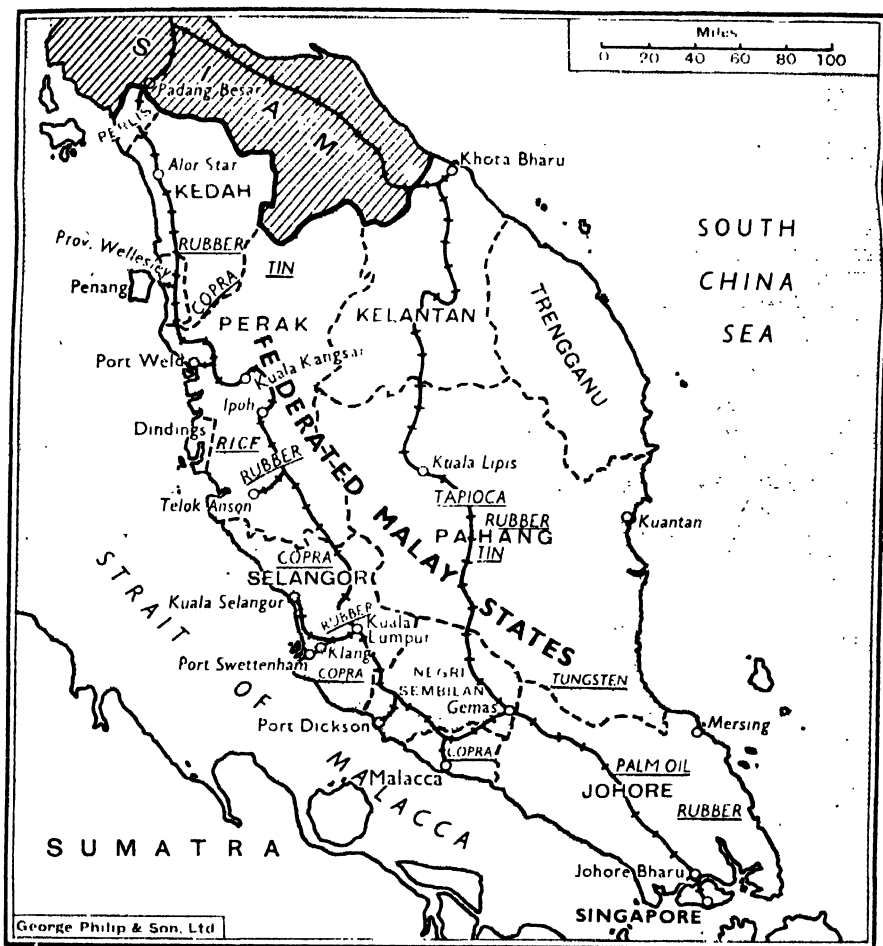 Miles
0 20 40 60 80 100
SIAM
Padang Besar
PERLIS
Alor Star
KEDAH
Khota Bharu
Prov. Wellesley
RUBBER
COPRA
TIN
Penang
SOUTH
CHINA
SEA
PERAK
KELANTAN
TRENGGANU
Port Weld
Kuala Kangsar
FEDERATED MALAY STATES
Ipoh
Dindings
RICE
RUBBER
Telok Anson
Kuala Lipis
TAPIOCA
RUBBER
PAHANG
TIN
Kuantan
COPRA
SELANGOR
STRAIT OF MALACCA
Kuala Selangor
RUBBER
Kuala
Lumpur
Klang
Port Swettenham
COPRA
NEGRI
SEMBILAN
TUNGSTEN
Gemas
Port Dickson
Mersing
COPRA
Malacca
PALM OIL
JOHORE
RUBBER
SUMATRA
Johore Bharu
SINGAPORE
George Philip & Son. Ltd